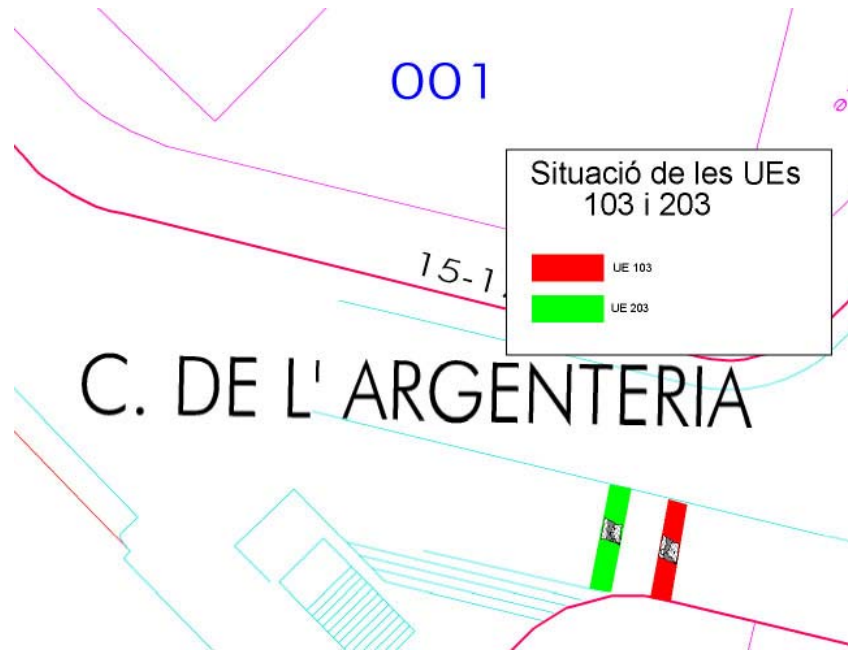 001
Situació de les UEs
103 i 203
UE 103
UE 203
C. DE L' ARGENTERIA